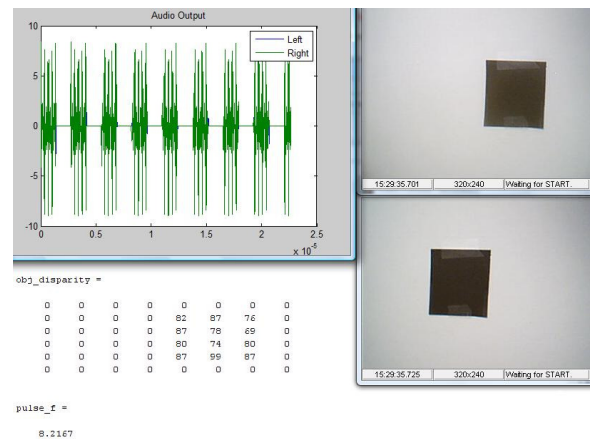 Audio Output
10
5
0
-5
-10
0 0.5 1 1.5 2 2.5
x 10⁻⁵
Left
Right
15:29:35.701 320x240 Waiting for START.
15:29:35.725 320x240 Waiting for START.
obj_disparity =
0 0 0 0 0 0 0 0
0 0 0 0 82 87 76 0
0 0 0 0 87 78 69 0
0 0 0 0 80 74 80 0
0 0 0 0 87 99 87 0
0 0 0 0 0 0 0 0
pulse_f =
8.2167